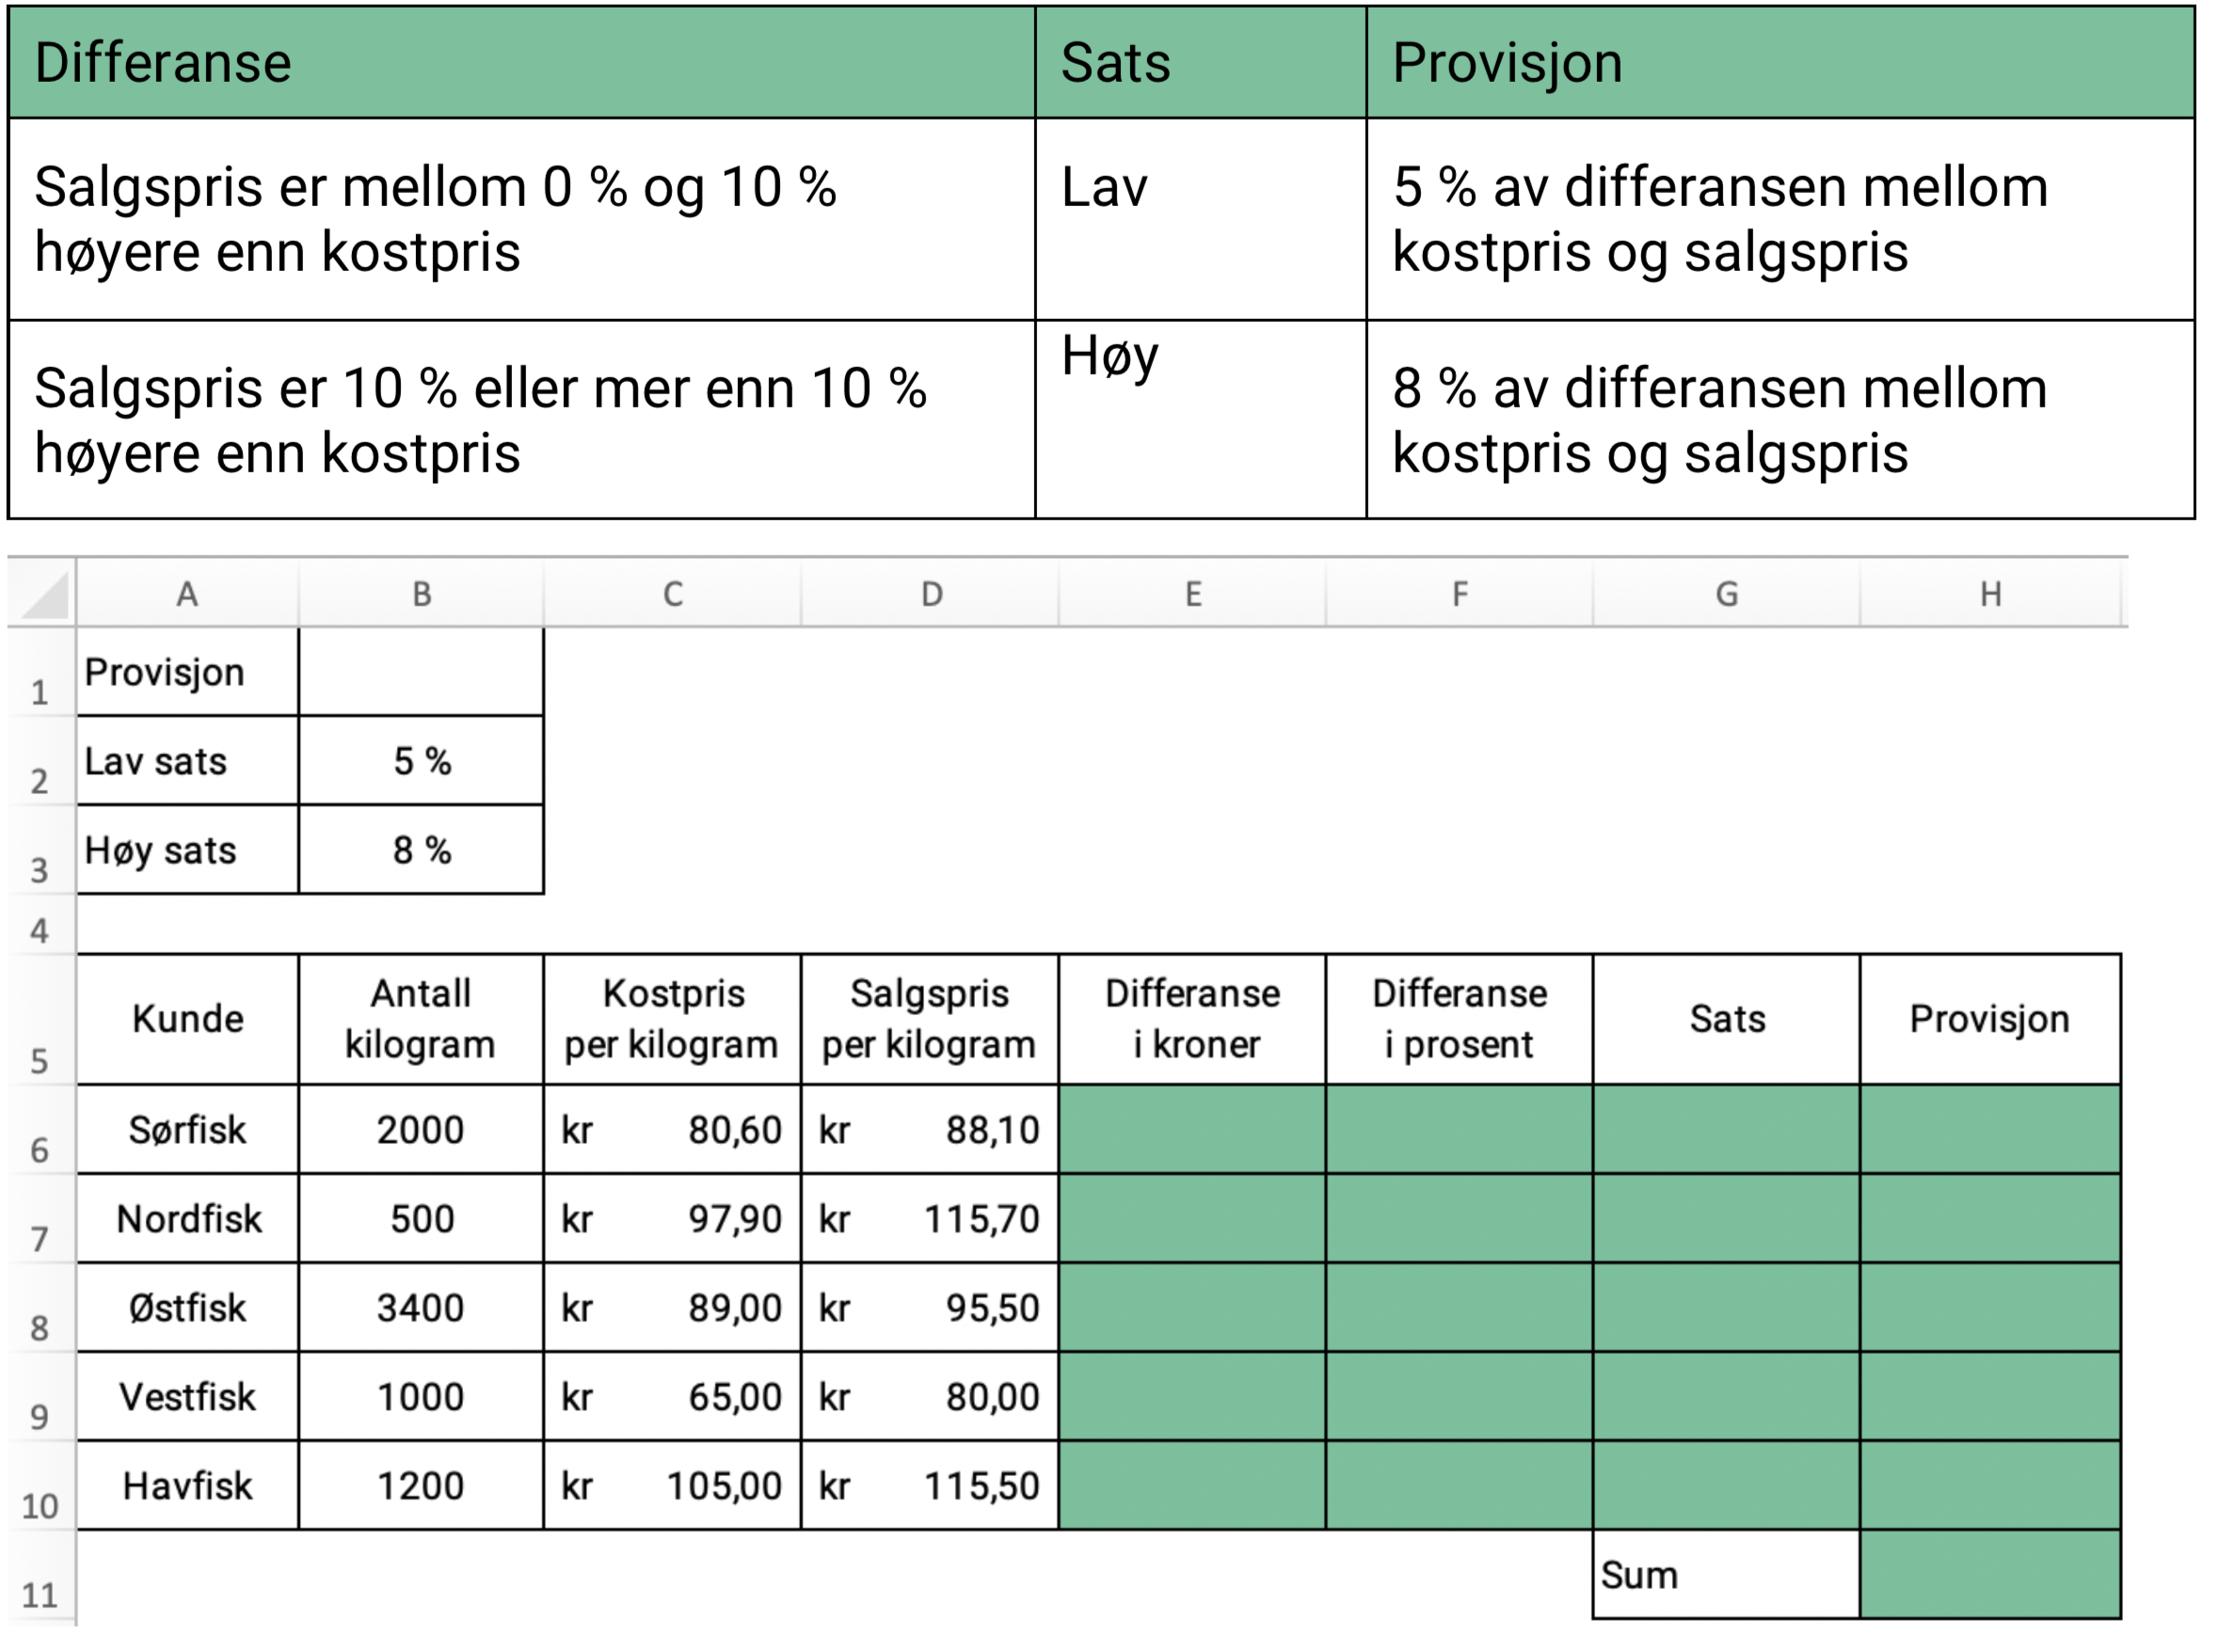 Differanse Sats Provisjon
Salgspris er mellom 0 % og 10 % Lav 5 % av differansen mellom
høyere enn kostpris kostpris og salgspris
Salgspris er 10 % eller mer enn 10 % Høy 8 % av differansen mellom
høyere enn kostpris kostpris og salgspris
A B C D E F G H
1 Provisjon
2 Lav sats 5 %
3 Høy sats 8 %
4
5 Kunde Antall kilogram Kostpris per kilogram Salgspris per kilogram Differanse i kroner Differanse i prosent Sats Provisjon
6 Sørfisk 2000 kr 80,60 kr 88,10
7 Nordfisk 500 kr 97,90 kr 115,70
8 Østfisk 3400 kr 89,00 kr 95,50
9 Vestfisk 1000 kr 65,00 kr 80,00
10 Havfisk 1200 kr 105,00 kr 115,50
11 Sum